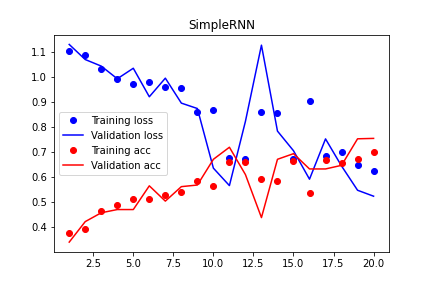 SimpleRNN
1.1
1.0
0.9
0.8
0.7
0.6
0.5
0.4
Training loss
Validation loss
Training acc
Validation acc
2.5 5.0 7.5 10.0 12.5 15.0 17.5 20.0